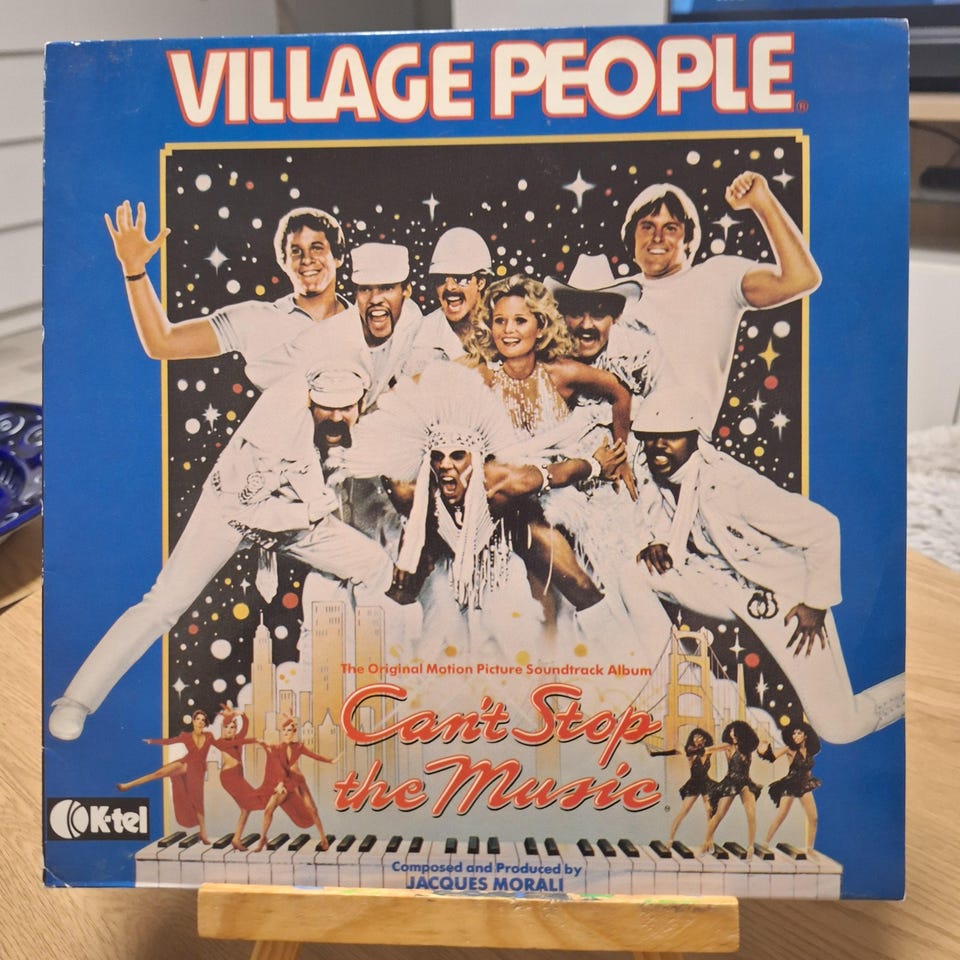 VILLAGE PEOPLE®
The Original Motion Picture Soundtrack Album
Can't Stop
the Music
K-tel
Composed and Produced by
JACQUES MORALI